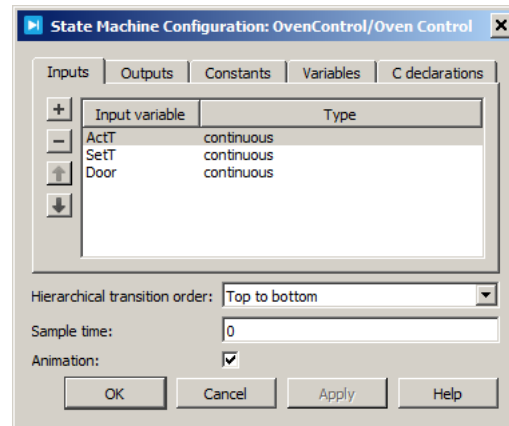 State Machine Configuration: OvenControl/Oven Control
Inputs Outputs Constants Variables C declarations
Input variable Type
ActT continuous
SetT continuous
Door continuous
Hierarchical transition order: Top to bottom
Sample time: 0
Animation:
OK Cancel Apply Help